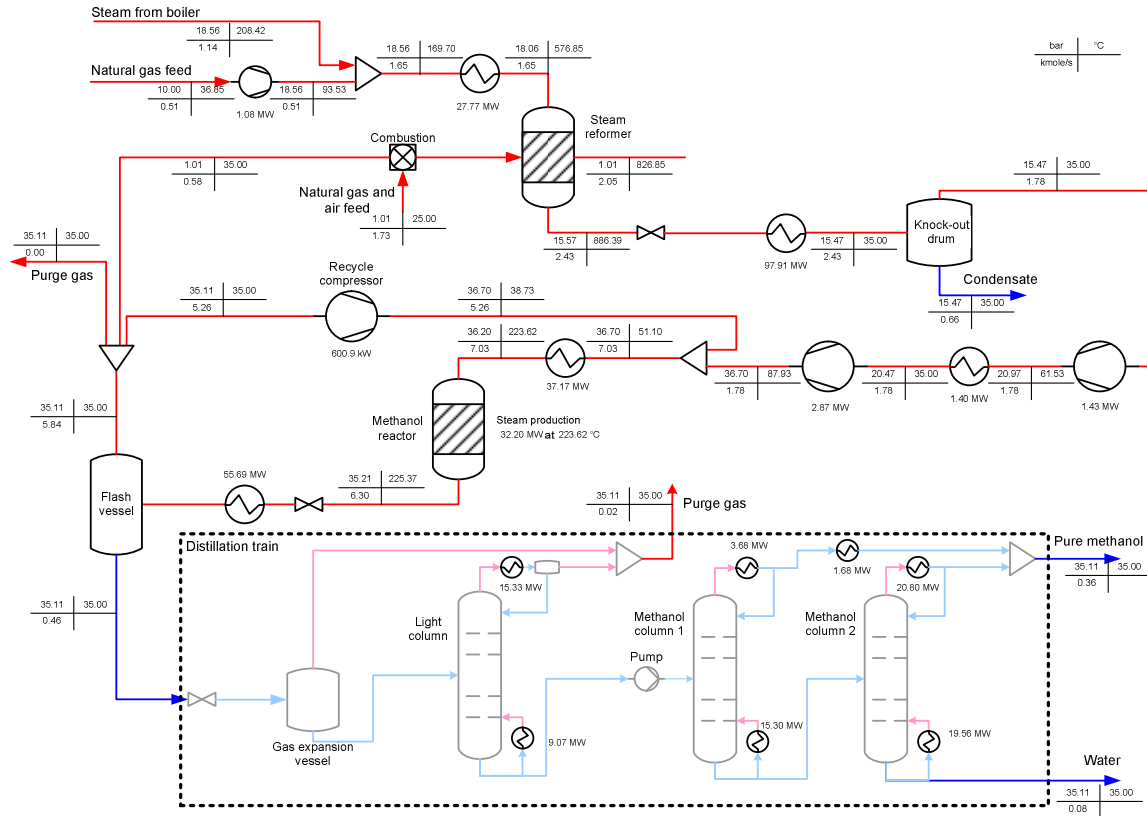 Steam from boiler
18.56 208.42
1.14
Natural gas feed
10.00 36.85
0.51
1.08 MW
18.56 93.53
0.51
18.56 169.70
1.65
27.77 MW
18.06 576.85
1.65
bar °C
kmole/s
Steam
reformer
Combustion
1.01 35.00
0.58
Natural gas and
air feed
1.01 25.00
1.73
1.01 826.85
2.05
15.57 886.39
2.43
97.91 MW
15.47 35.00
2.43
Knock-out
drum
15.47 35.00
1.78
Condensate
15.47 35.00
0.66
35.11 35.00
0.00
Purge gas
35.11 35.00
5.26
Recycle
compressor
600.9 kW
36.70 38.73
5.26
36.20 223.62
7.03
37.17 MW
36.70 51.10
7.03
36.70 87.93
1.78
2.87 MW
20.47 35.00
1.78
1.40 MW
20.97 61.53
1.78
1.43 MW
35.11 35.00
5.84
Methanol
reactor
Steam production
32.20 MW at 223.62 °C
Flash
vessel
55.69 MW
35.21 225.37
6.30
35.11 35.00
0.02
Purge gas
35.11 35.00
0.46
Distillation train
Gas expansion
vessel
Light
column
15.33 MW
9.07 MW
Pump
Methanol
column 1
3.68 MW
15.30 MW
1.68 MW
Methanol
column 2
20.80 MW
19.56 MW
Pure methanol
35.11 35.00
0.36
Water
35.11 35.00
0.08